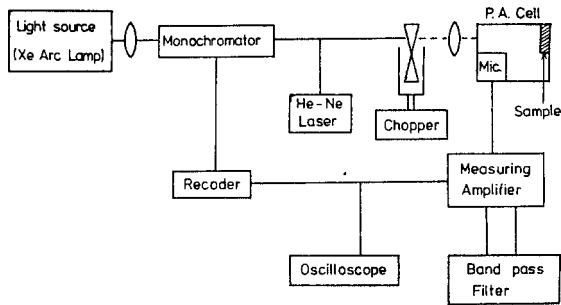 Light source
(Xe Arc Lamp)
Monochromator
He-Ne
Laser
Chopper
P. A. Cell
Mic.
Sample
Recoder
Measuring
Amplifier
Oscilloscope
Band pass
Filter